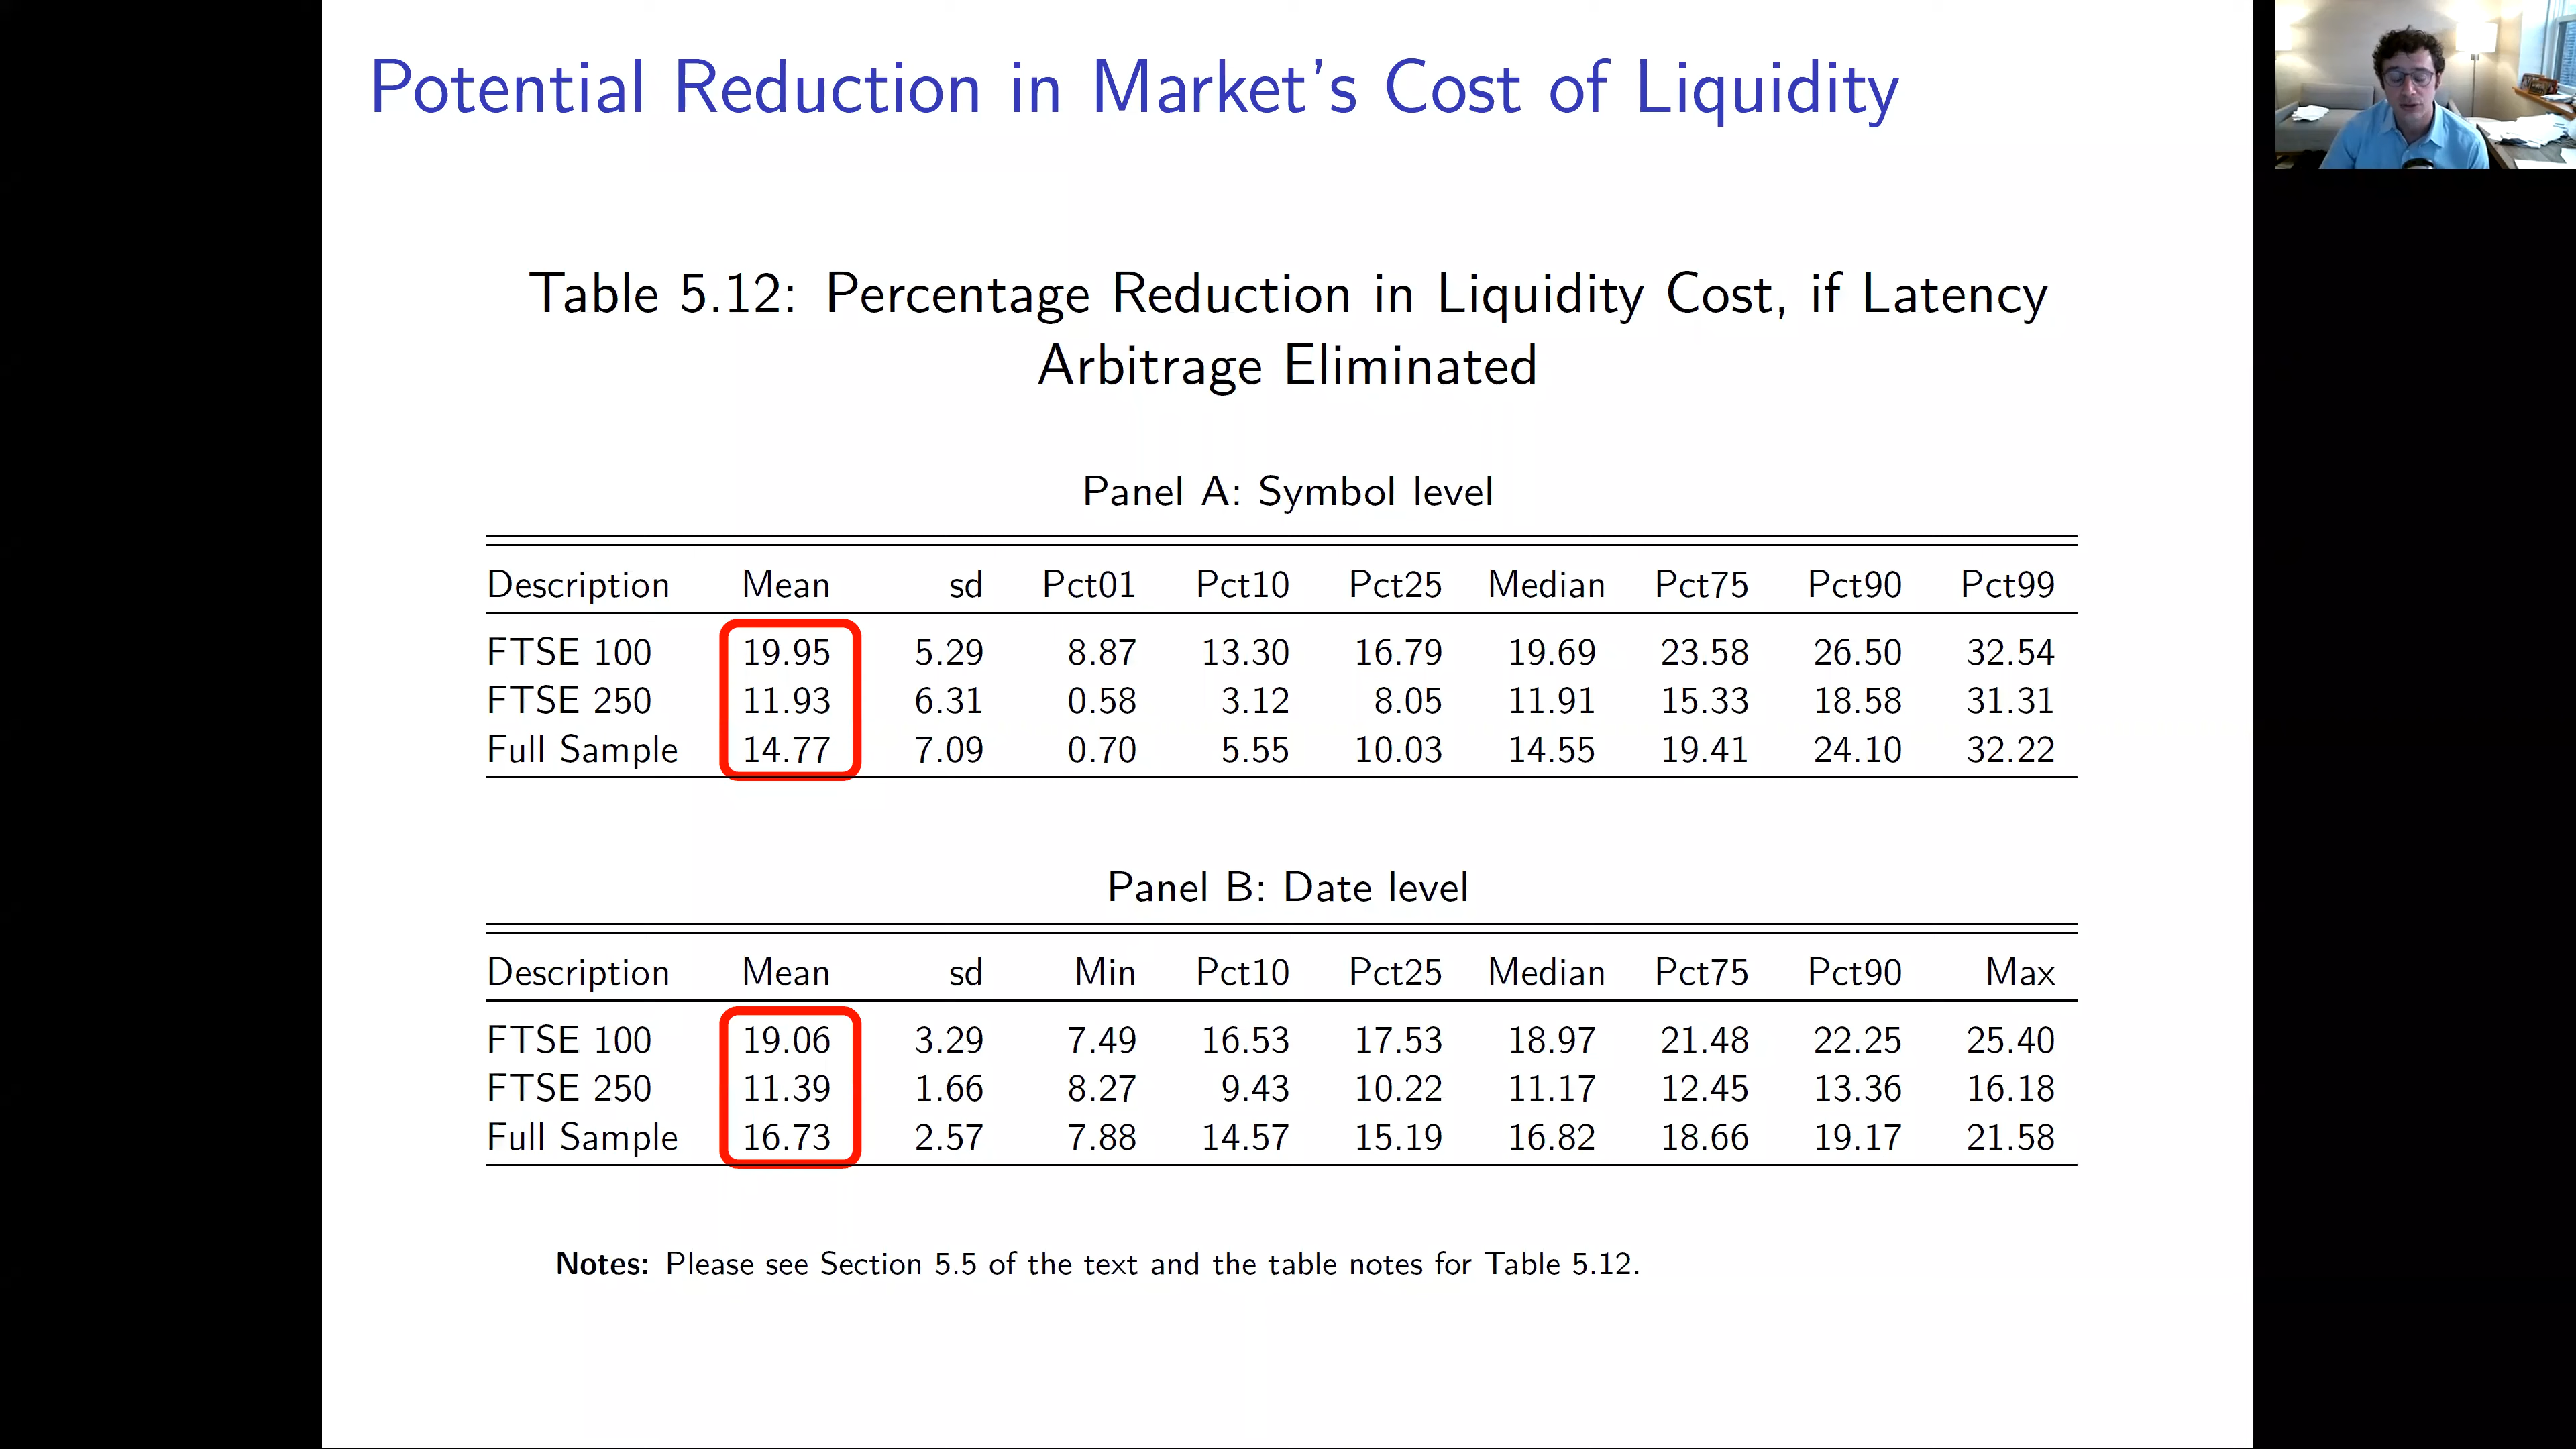 Potential Reduction in Market's Cost of Liquidity
Table 5.12: Percentage Reduction in Liquidity Cost, if Latency
Arbitrage Eliminated
Panel A: Symbol level
Description Mean sd Pct01 Pct10 Pct25 Median Pct75 Pct90 Pct99
FTSE 100 19.95 5.29 8.87 13.30 16.79 19.69 23.58 26.50 32.54
FTSE 250 11.93 6.31 0.58 3.12 8.05 11.91 15.33 18.58 31.31
Full Sample 14.77 7.09 0.70 5.55 10.03 14.55 19.41 24.10 32.22
Panel B: Date level
Description Mean sd Min Pct10 Pct25 Median Pct75 Pct90 Max
FTSE 100 19.06 3.29 7.49 16.53 17.53 18.97 21.48 22.25 25.40
FTSE 250 11.39 1.66 8.27 9.43 10.22 11.17 12.45 13.36 16.18
Full Sample 16.73 2.57 7.88 14.57 15.19 16.82 18.66 19.17 21.58
Notes: Please see Section 5.5 of the text and the table notes for Table 5.12.